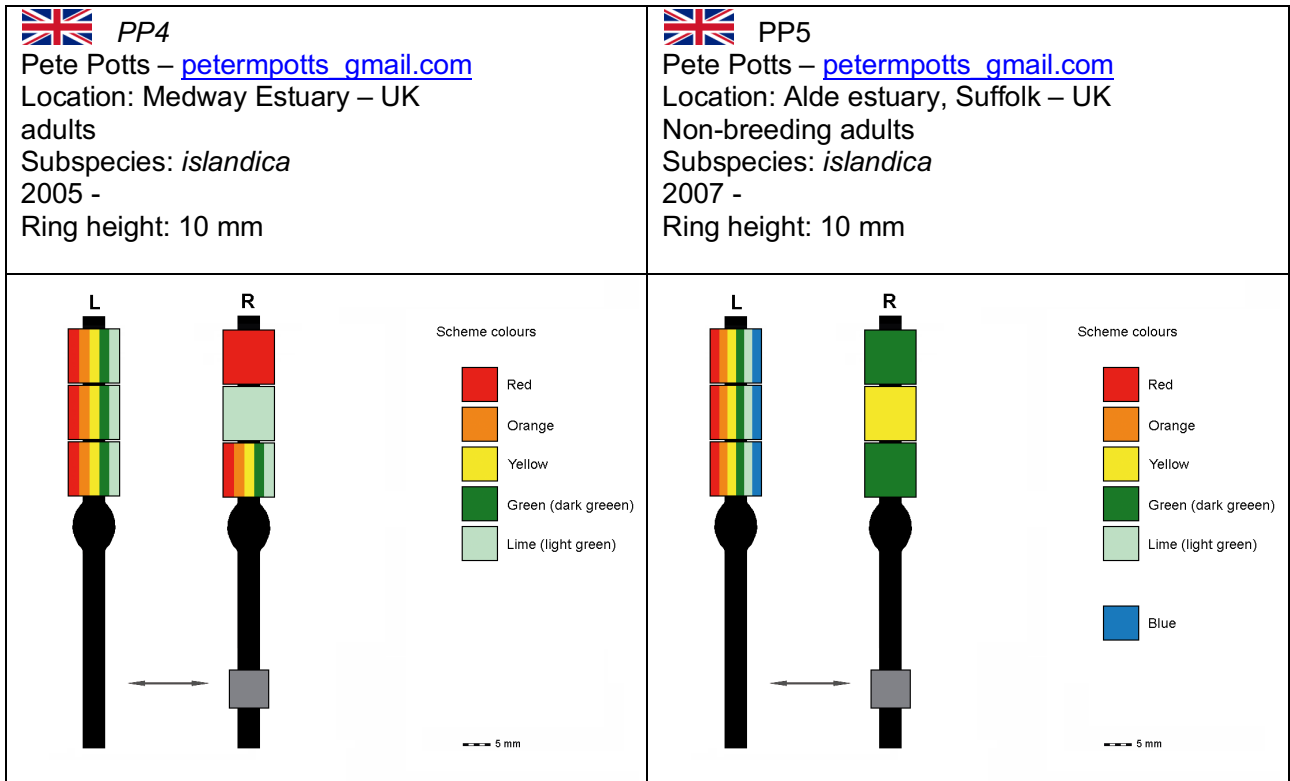 PP4
Pete Potts – petermpotts_gmail.com
Location: Medway Estuary – UK
adults
Subspecies: islandica
2005 -
Ring height: 10 mm
PP5
Pete Potts – petermpotts_gmail.com
Location: Alde estuary, Suffolk – UK
Non-breeding adults
Subspecies: islandica
2007 -
Ring height: 10 mm
L
R
Scheme colours
Red
Orange
Yellow
Green (dark greeen)
Lime (light green)
5 mm
L
R
Scheme colours
Red
Orange
Yellow
Green (dark greeen)
Lime (light green)
Blue
5 mm